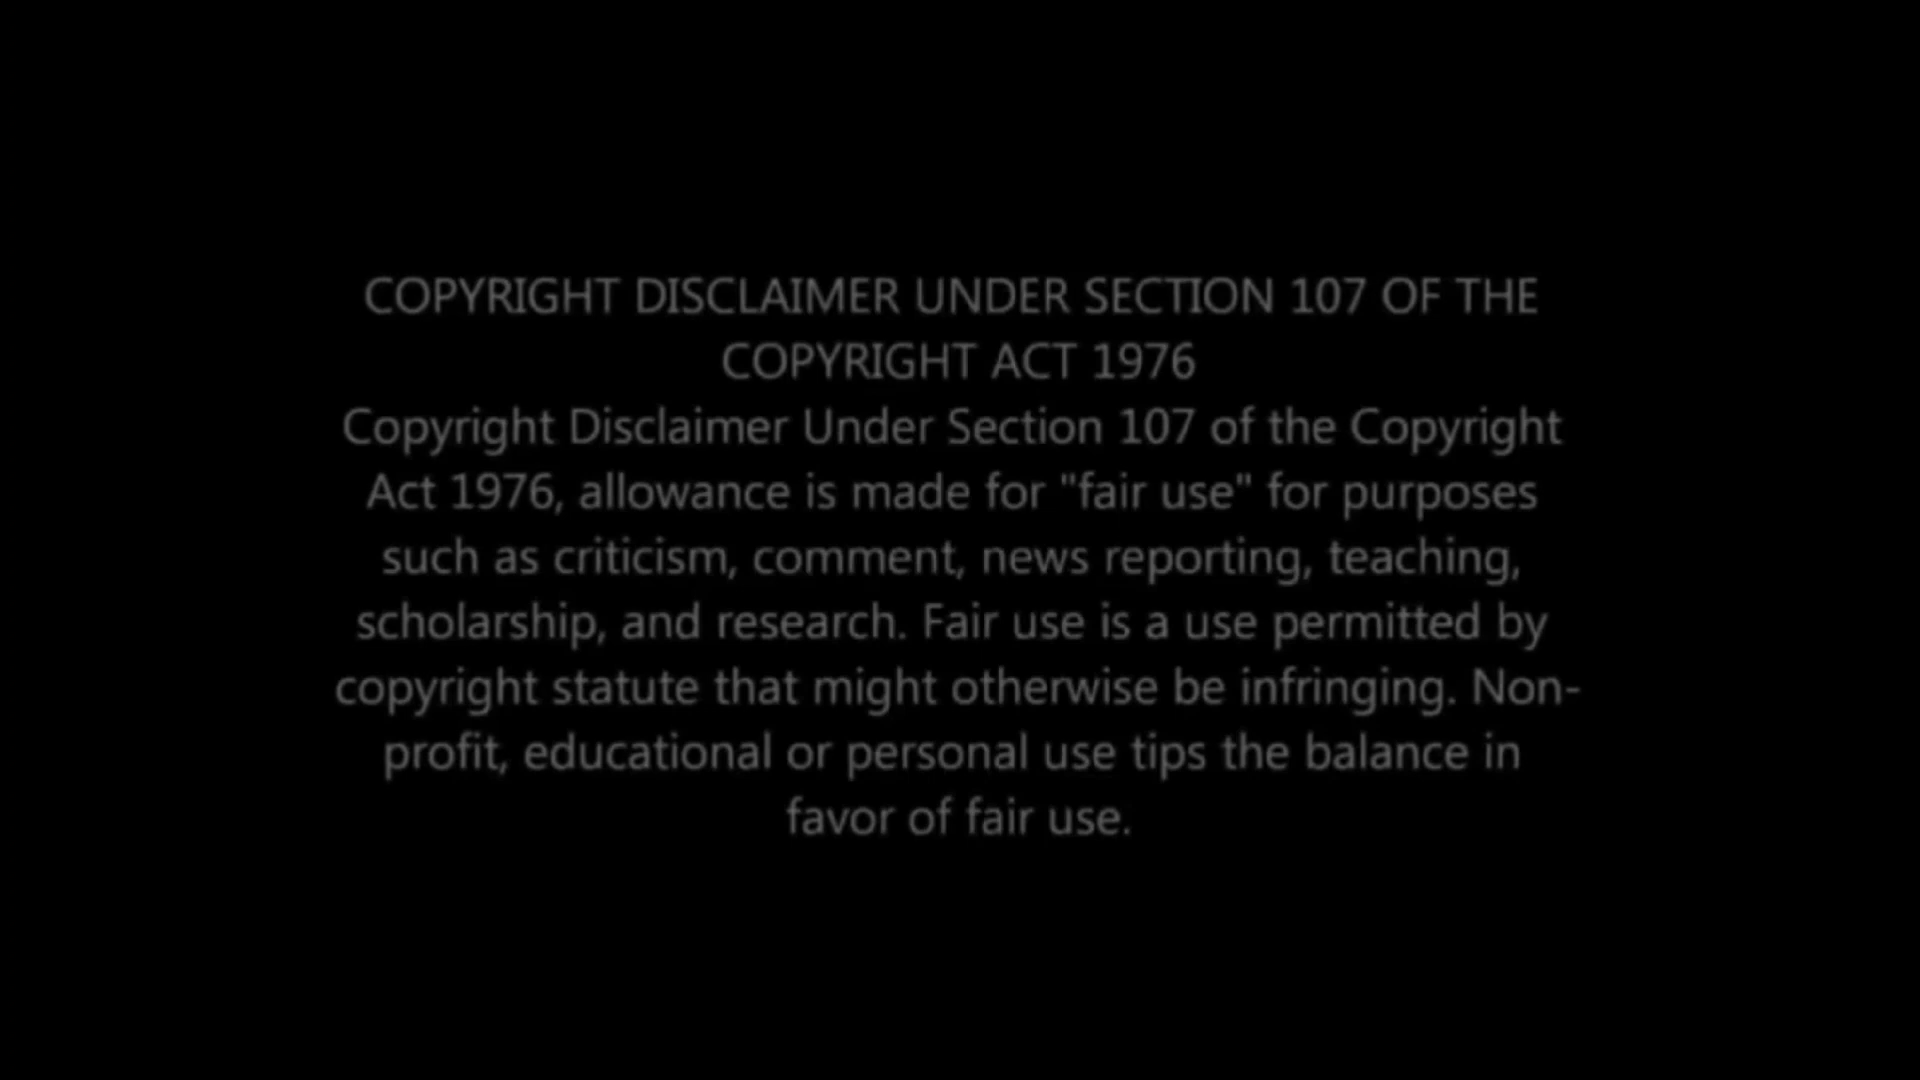 COPYRIGHT DISCLAIMER UNDER SECTION 107 OF THE
COPYRIGHT ACT 1976
Copyright Disclaimer Under Section 107 of the Copyright
Act 1976, allowance is made for "fair use" for purposes
such as criticism, comment, news reporting, teaching,
scholarship, and research. Fair use is a use permitted by
copyright statute that might otherwise be infringing. Non-
profit, educational or personal use tips the balance in
favor of fair use.